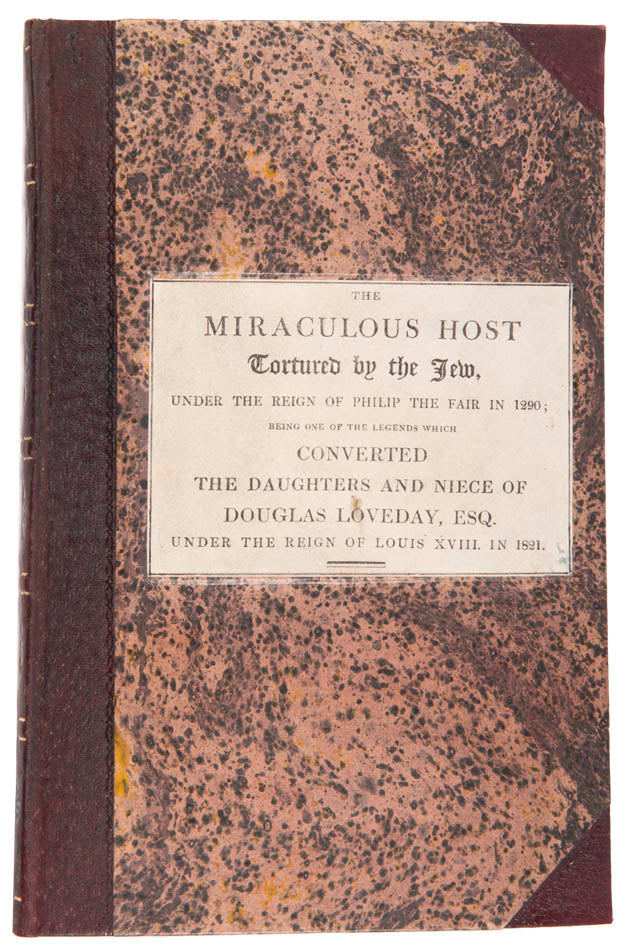 THE
MIRACULOUS HOST
Tortured by the Jew,
UNDER THE REIGN OF PHILIP THE FAIR IN 1290;
BEING ONE OF THE LEGENDS WHICH
CONVERTED
THE DAUGHTERS AND NIECE OF
DOUGLAS LOVEDAY, ESQ.
UNDER THE REIGN OF LOUIS XVIII. IN 1821.